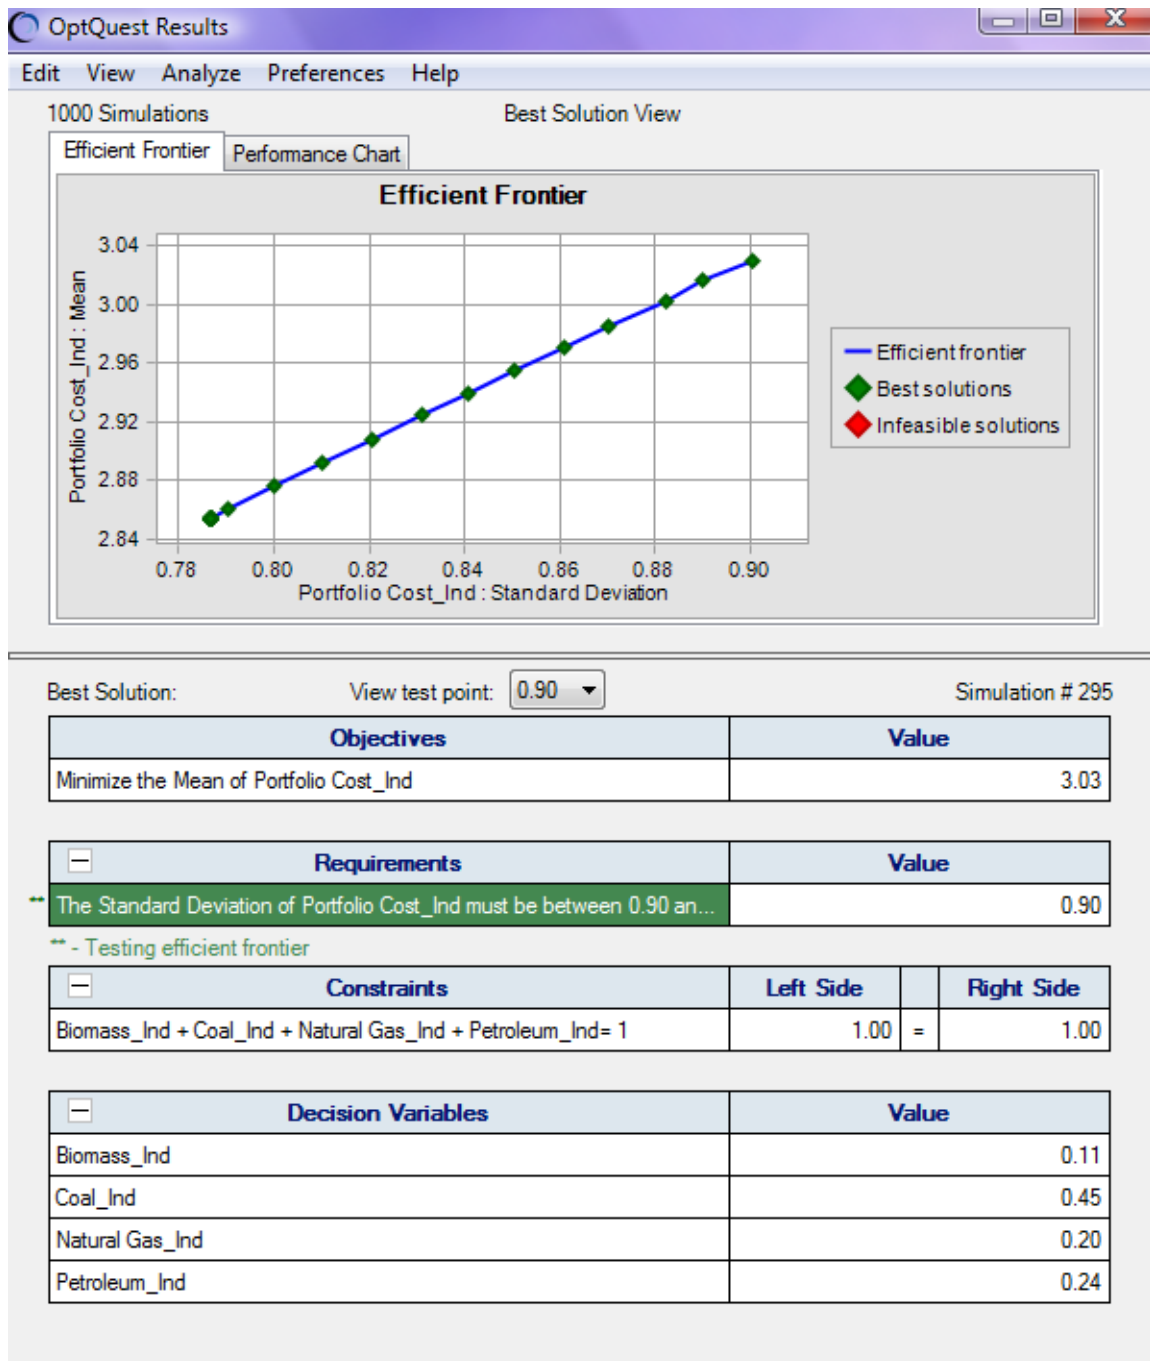 OptQuest Results
Edit View Analyze Preferences Help
1000 Simulations Best Solution View
Efficient Frontier Performance Chart
Efficient Frontier
Portfolio Cost_Ind : Mean
3.04
3.00
2.96
2.92
2.88
2.84
0.78 0.80 0.82 0.84 0.86 0.88 0.90
Portfolio Cost_Ind : Standard Deviation
Efficient frontier
Best solutions
Infeasible solutions
Best Solution: View test point: 0.90 Simulation # 295
Objectives Value
Minimize the Mean of Portfolio Cost_Ind 3.03
Requirements Value
** The Standard Deviation of Portfolio Cost_Ind must be between 0.90 an... 0.90
** - Testing efficient frontier
Constraints Left Side Right Side
Biomass_Ind + Coal_Ind + Natural Gas_Ind + Petroleum_Ind= 1 1.00 = 1.00
Decision Variables Value
Biomass_Ind 0.11
Coal_Ind 0.45
Natural Gas_Ind 0.20
Petroleum_Ind 0.24